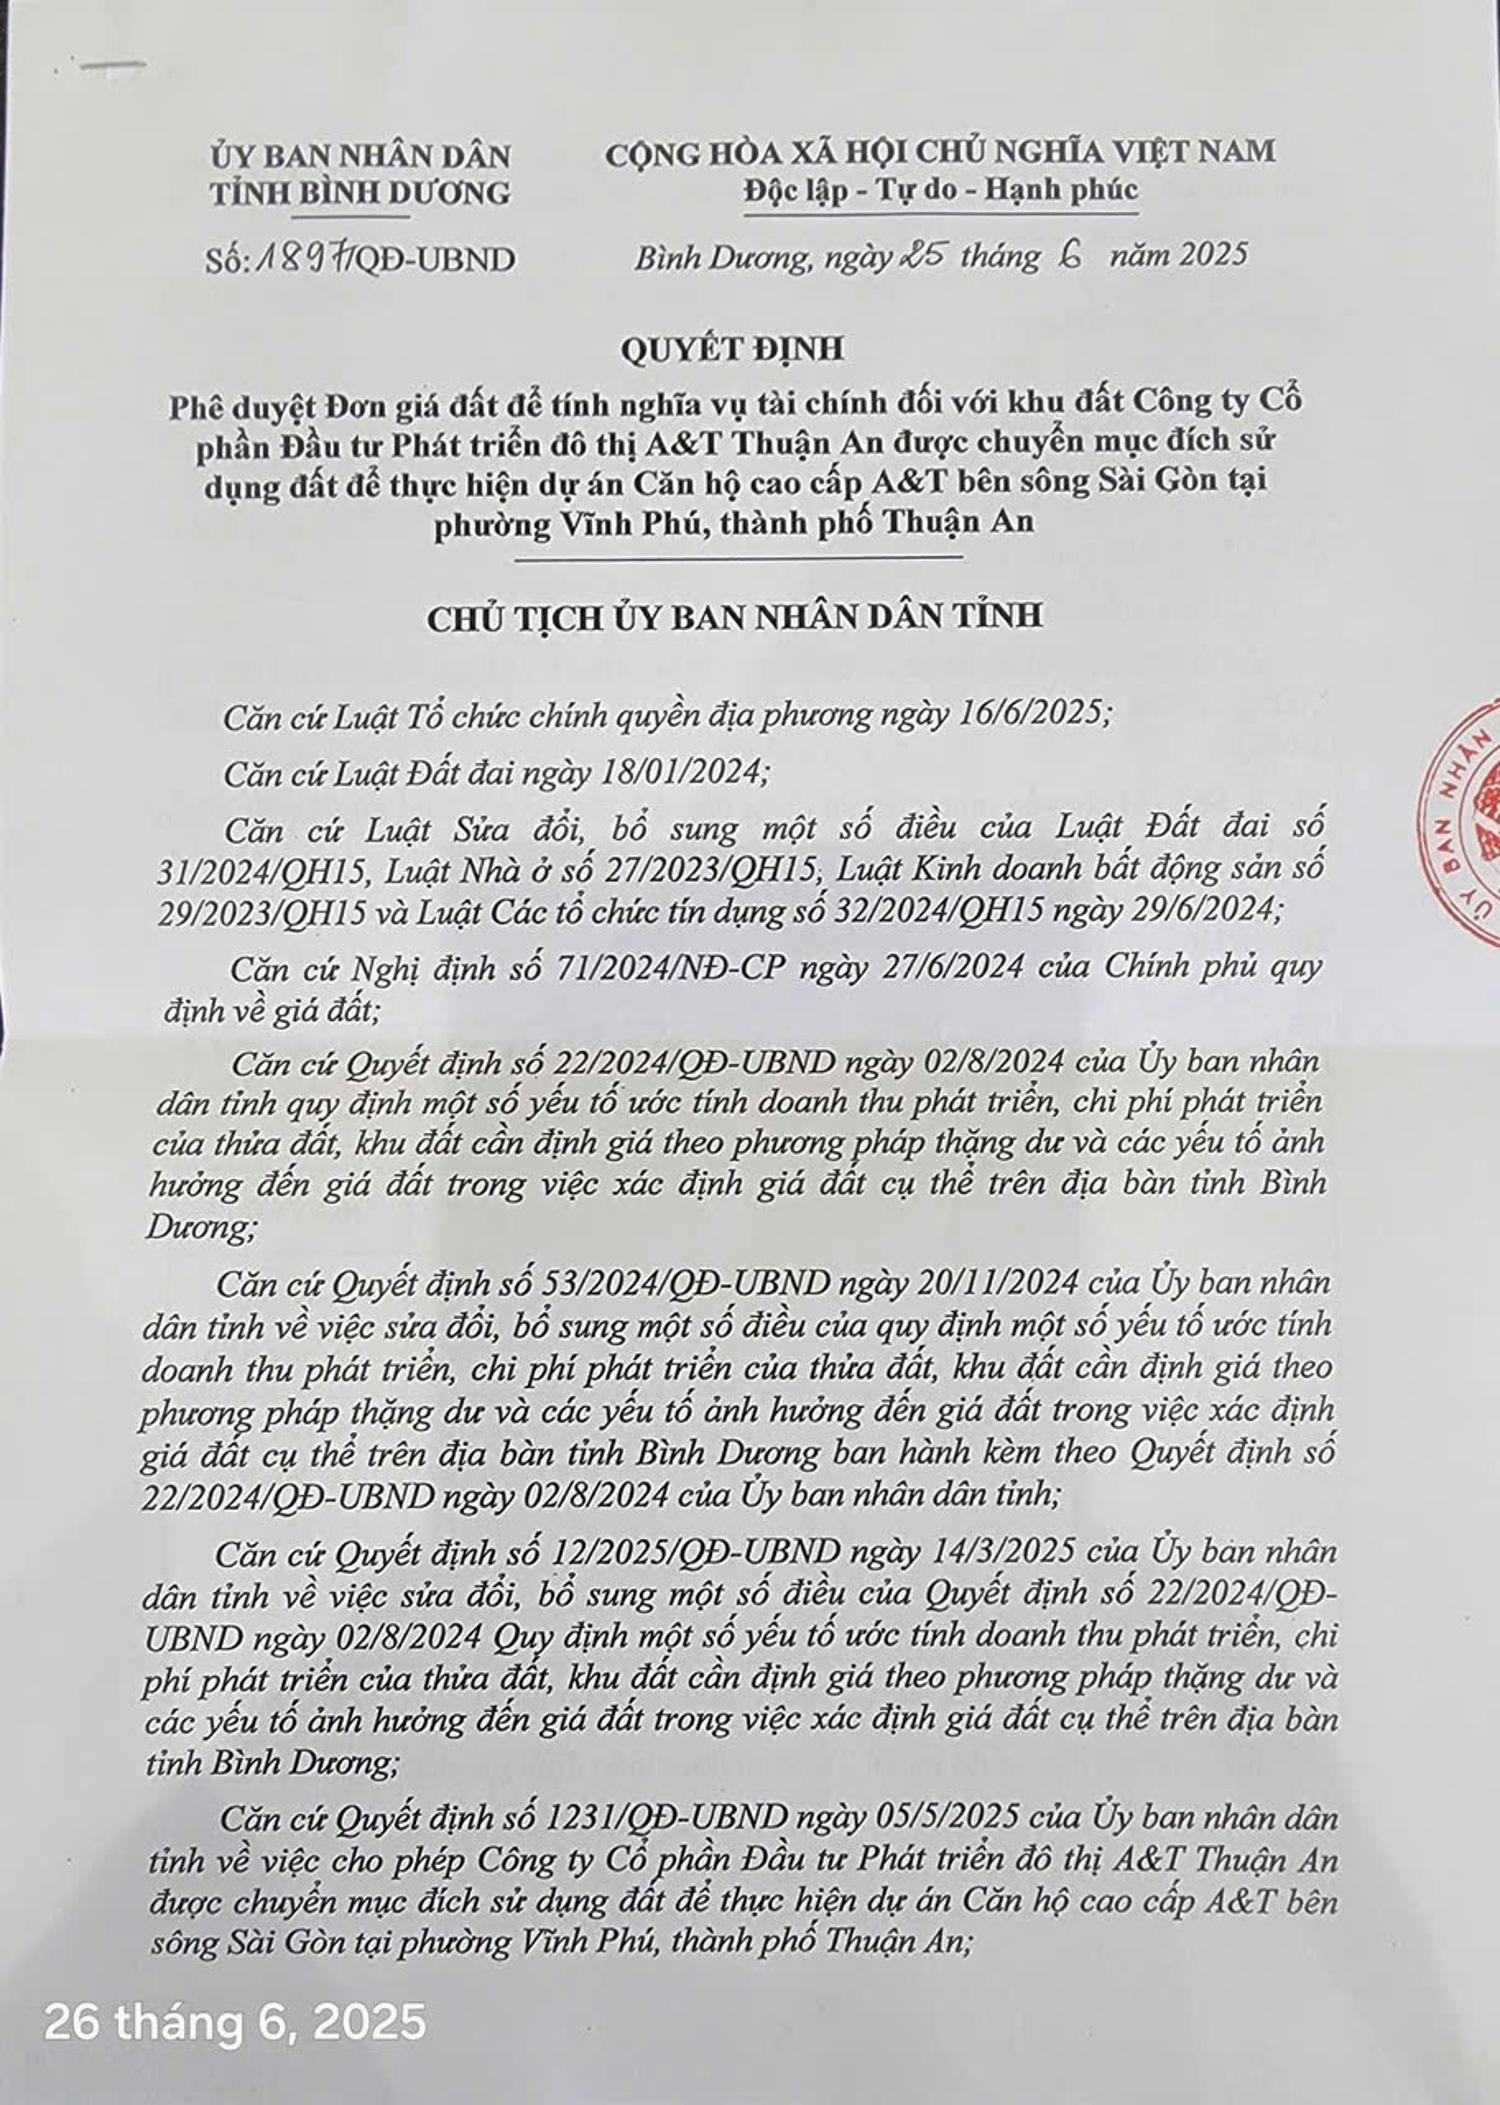 ỦY BAN NHÂN DÂN
TỈNH BÌNH DƯƠNG
Số: 1897/QĐ-UBND
CỘNG HÒA XÃ HỘI CHỦ NGHĨA VIỆT NAM
Độc lập - Tự do - Hạnh phúc
Bình Dương, ngày 25 tháng 6 năm 2025
QUYẾT ĐỊNH
Phê duyệt Đơn giá đất để tính nghĩa vụ tài chính đối với khu đất Công ty Cổ
phần Đầu tư Phát triển đô thị A&T Thuận An được chuyển mục đích sử
dụng đất để thực hiện dự án Căn hộ cao cấp A&T bên sông Sài Gòn tại
phường Vĩnh Phú, thành phố Thuận An
CHỦ TỊCH ỦY BAN NHÂN DÂN TỈNH
Căn cứ Luật Tổ chức chính quyền địa phương ngày 16/6/2025;
Căn cứ Luật Đất đai ngày 18/01/2024;
Căn cứ Luật Sửa đổi, bổ sung một số điều của Luật Đất đai số
31/2024/QH15, Luật Nhà ở số 27/2023/QH15, Luật Kinh doanh bất động sản số
29/2023/QH15 và Luật Các tổ chức tín dụng số 32/2024/QH15 ngày 29/6/2024;
Căn cứ Nghị định số 71/2024/NĐ-CP ngày 27/6/2024 của Chính phủ quy
định về giá đất;
Căn cứ Quyết định số 22/2024/QĐ-UBND ngày 02/8/2024 của Ủy ban nhân
dân tỉnh quy định một số yếu tố ước tính doanh thu phát triển, chi phí phát triển
của thửa đất, khu đất cần định giá theo phương pháp thặng dư và các yếu tố ảnh
hưởng đến giá đất trong việc xác định giá đất cụ thể trên địa bàn tỉnh Bình
Dương;
Căn cứ Quyết định số 53/2024/QĐ-UBND ngày 20/11/2024 của Ủy ban nhân
dân tỉnh về việc sửa đổi, bổ sung một số điều của quy định một số yếu tố ước tính
doanh thu phát triển, chi phí phát triển của thửa đất, khu đất cần định giá theo
phương pháp thặng dư và các yếu tố ảnh hưởng đến giá đất trong việc xác định
giá đất cụ thể trên địa bàn tỉnh Bình Dương ban hành kèm theo Quyết định số
22/2024/QĐ-UBND ngày 02/8/2024 của Ủy ban nhân dân tỉnh;
Căn cứ Quyết định số 12/2025/QĐ-UBND ngày 14/3/2025 của Ủy ban nhân
dân tỉnh về việc sửa đổi, bổ sung một số điều của Quyết định số 22/2024/QĐ-
UBND ngày 02/8/2024 Quy định một số yếu tố ước tính doanh thu phát triển, chi
phí phát triển của thửa đất, khu đất cần định giá theo phương pháp thặng dư và
các yếu tố ảnh hưởng đến giá đất trong việc xác định giá đất cụ thể trên địa bàn
tỉnh Bình Dương;
Căn cứ Quyết định số 1231/QĐ-UBND ngày 05/5/2025 của Ủy ban nhân dân
tỉnh về việc cho phép Công ty Cổ phần Đầu tư Phát triển đô thị A&T Thuận An
được chuyển mục đích sử dụng đất để thực hiện dự án Căn hộ cao cấp A&T bên
sông Sài Gòn tại phường Vĩnh Phú, thành phố Thuận An;
ỦY BAN NHÂN
26 tháng 6, 2025